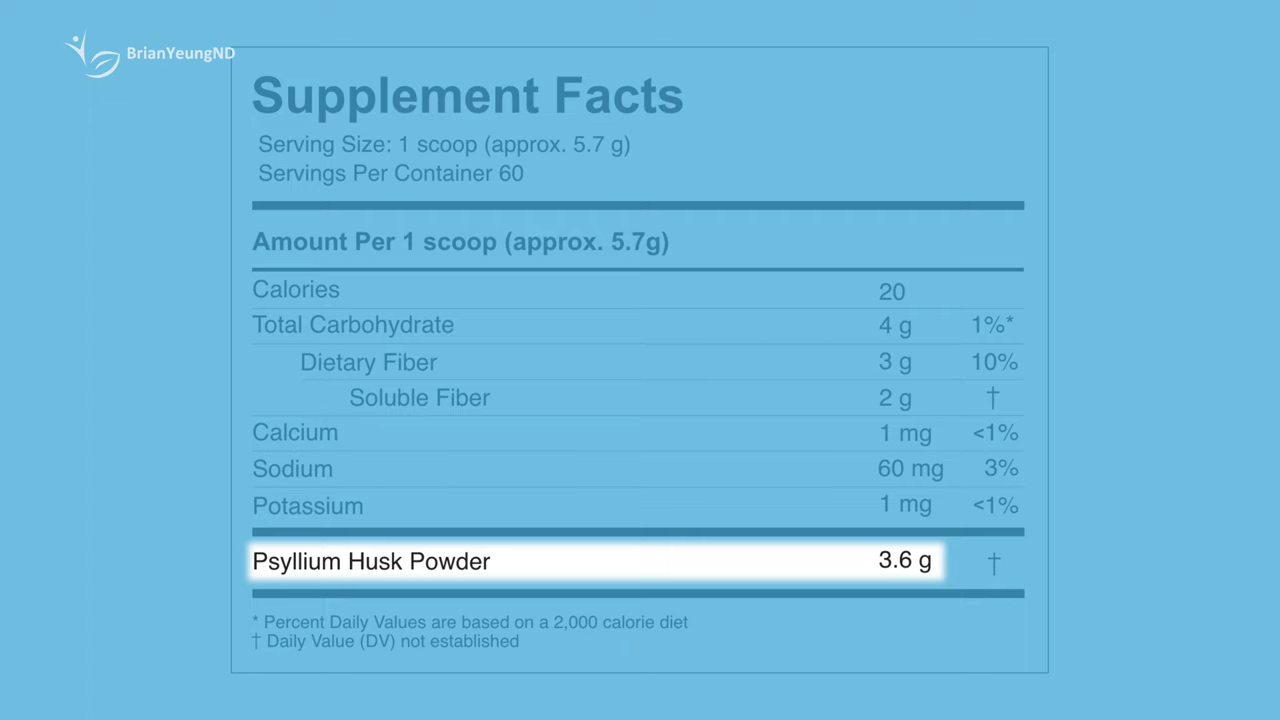 BrianYeungND
Supplement Facts
Serving Size: 1 scoop (approx. 5.7 g)
Servings Per Container 60
Amount Per 1 scoop (approx. 5.7g)
Calories 20
Total Carbohydrate 4 g 1%*
Dietary Fiber 3 g 10%
Soluble Fiber 2 g †
Calcium 1 mg <1%
Sodium 60 mg 3%
Potassium 1 mg <1%
Psyllium Husk Powder 3.6 g †
* Percent Daily Values are based on a 2,000 calorie diet
† Daily Value (DV) not established